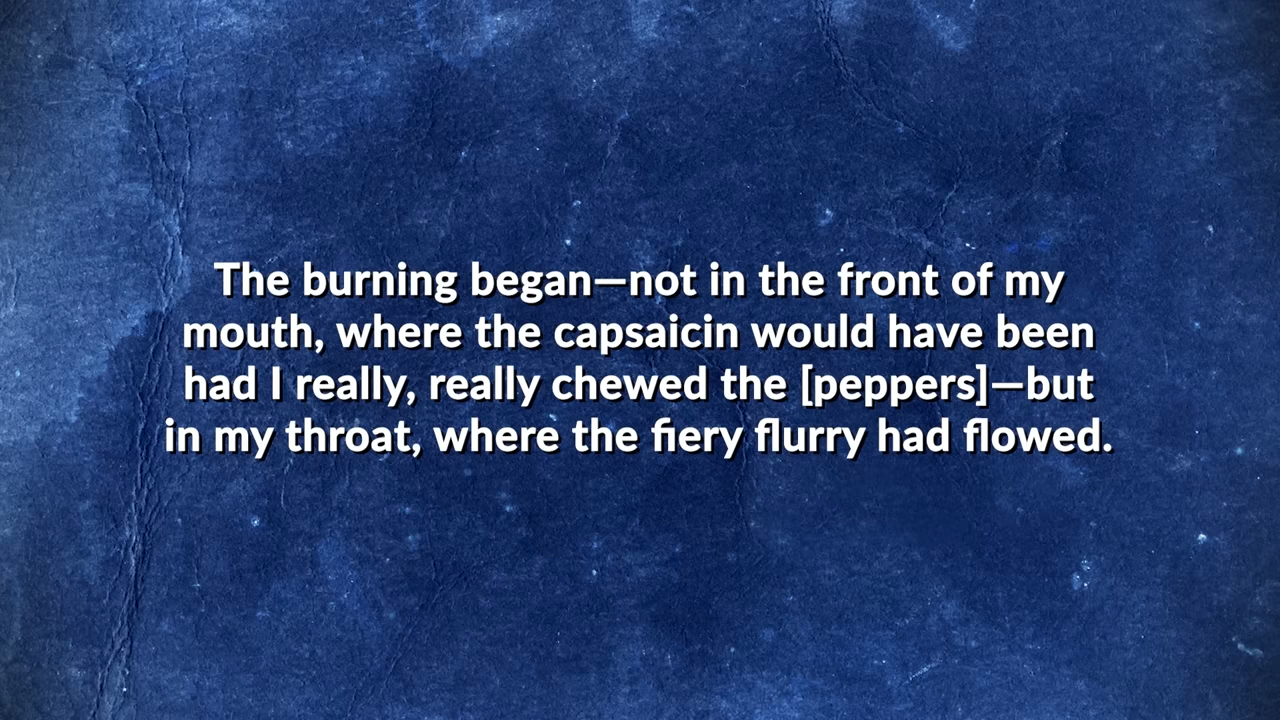 The burning began—not in the front of my
mouth, where the capsaicin would have been
had I really, really chewed the [peppers]—but
in my throat, where the fiery flurry had flowed.